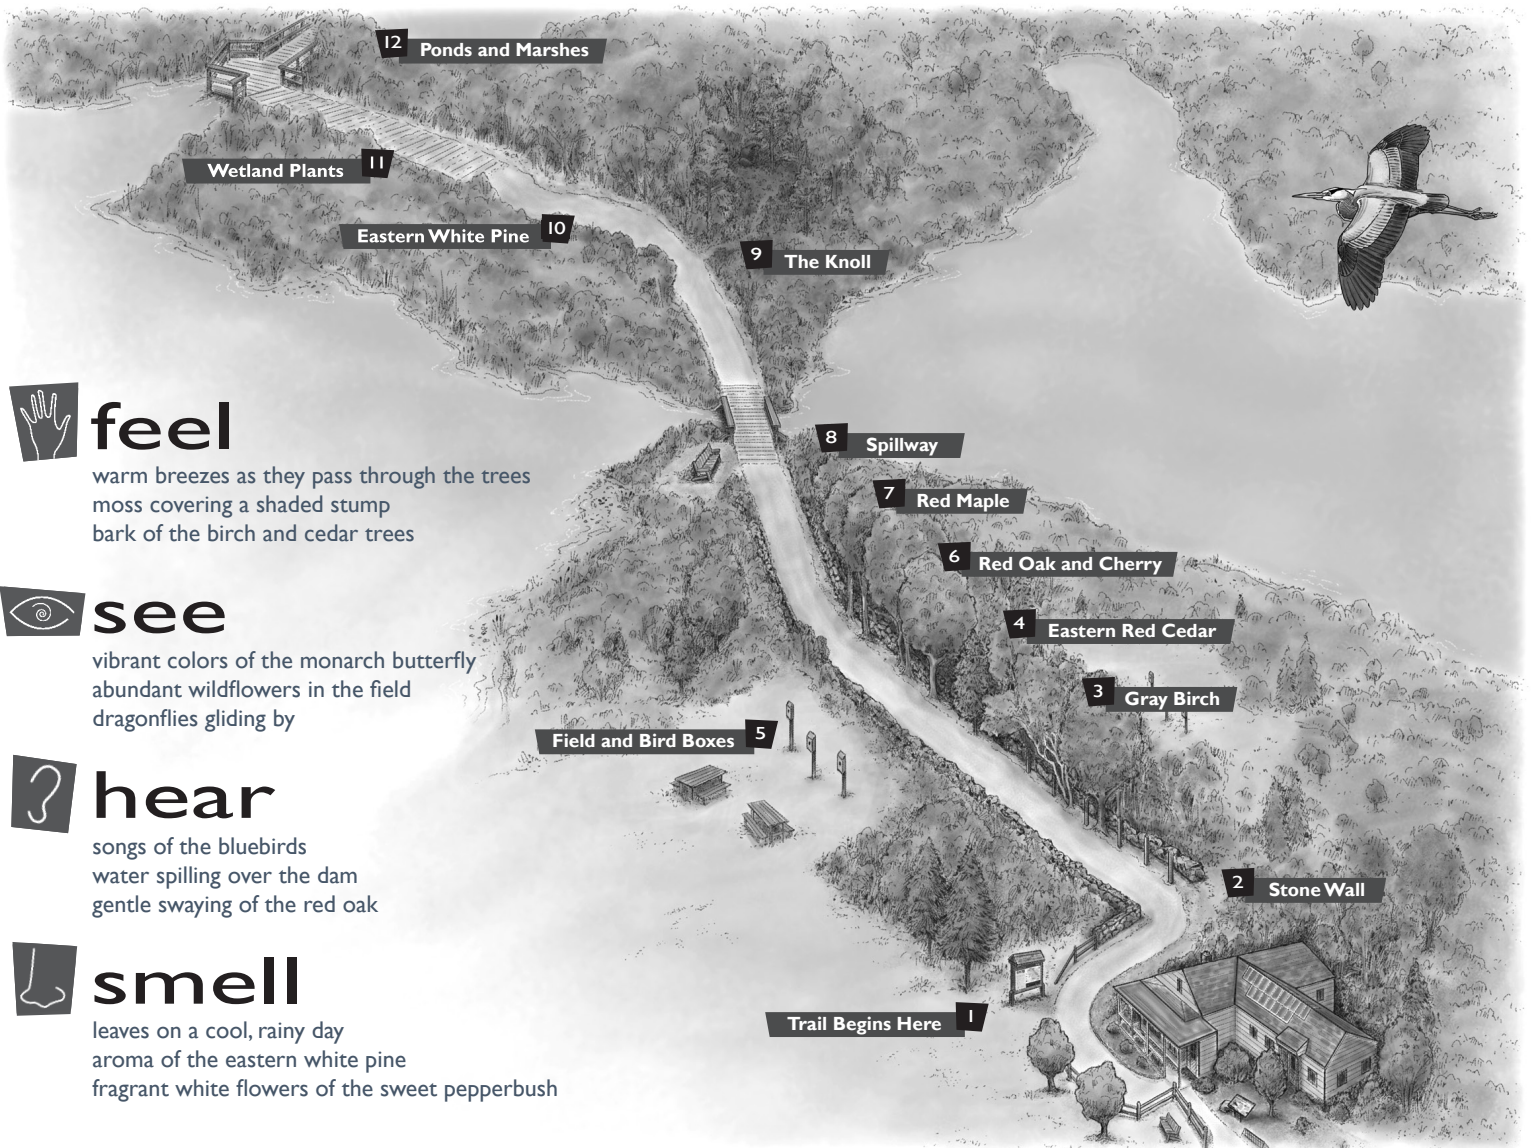 12 Ponds and Marshes
Wetland Plants 11
Eastern White Pine 10
9 The Knoll
8 Spillway
7 Red Maple
6 Red Oak and Cherry
4 Eastern Red Cedar
3 Gray Birch
Field and Bird Boxes 5
2 Stone Wall
Trail Begins Here 1
feel
warm breezes as they pass through the trees
moss covering a shaded stump
bark of the birch and cedar trees
see
vibrant colors of the monarch butterfly
abundant wildflowers in the field
dragonflies gliding by
hear
songs of the bluebirds
water spilling over the dam
gentle swaying of the red oak
smell
leaves on a cool, rainy day
aroma of the eastern white pine
fragrant white flowers of the sweet pepperbush